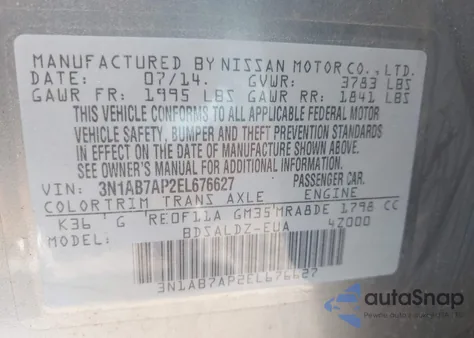 MANUFACTURED BY NISSAN MOTOR CO., LTD.
DATE: 07/14. GVWR: 3783 LBS
GAWR FR: 1995 LBS GAWR RR: 1841 LBS
THIS VEHICLE CONFORMS TO ALL APPLICABLE FEDERAL MOTOR
VEHICLE SAFETY, BUMPER AND THEFT PREVENTION STANDARDS
IN EFFECT ON THE DATE OF MANUFACTURE SHOWN ABOVE.
SEE OWNER'S MANUAL FOR ADDITIONAL INFORMATION.
VIN: 3N1AB7AP2EL676627 PASSENGER CAR.
COLOR TRIM TRANS AXLE ENGINE
K36 G RE0F11A GM35 MRA8DE 1798 CC
MODEL: BDSALDZ-EUA 4Z000
3N1AB7AP2EL676627
autoSnap